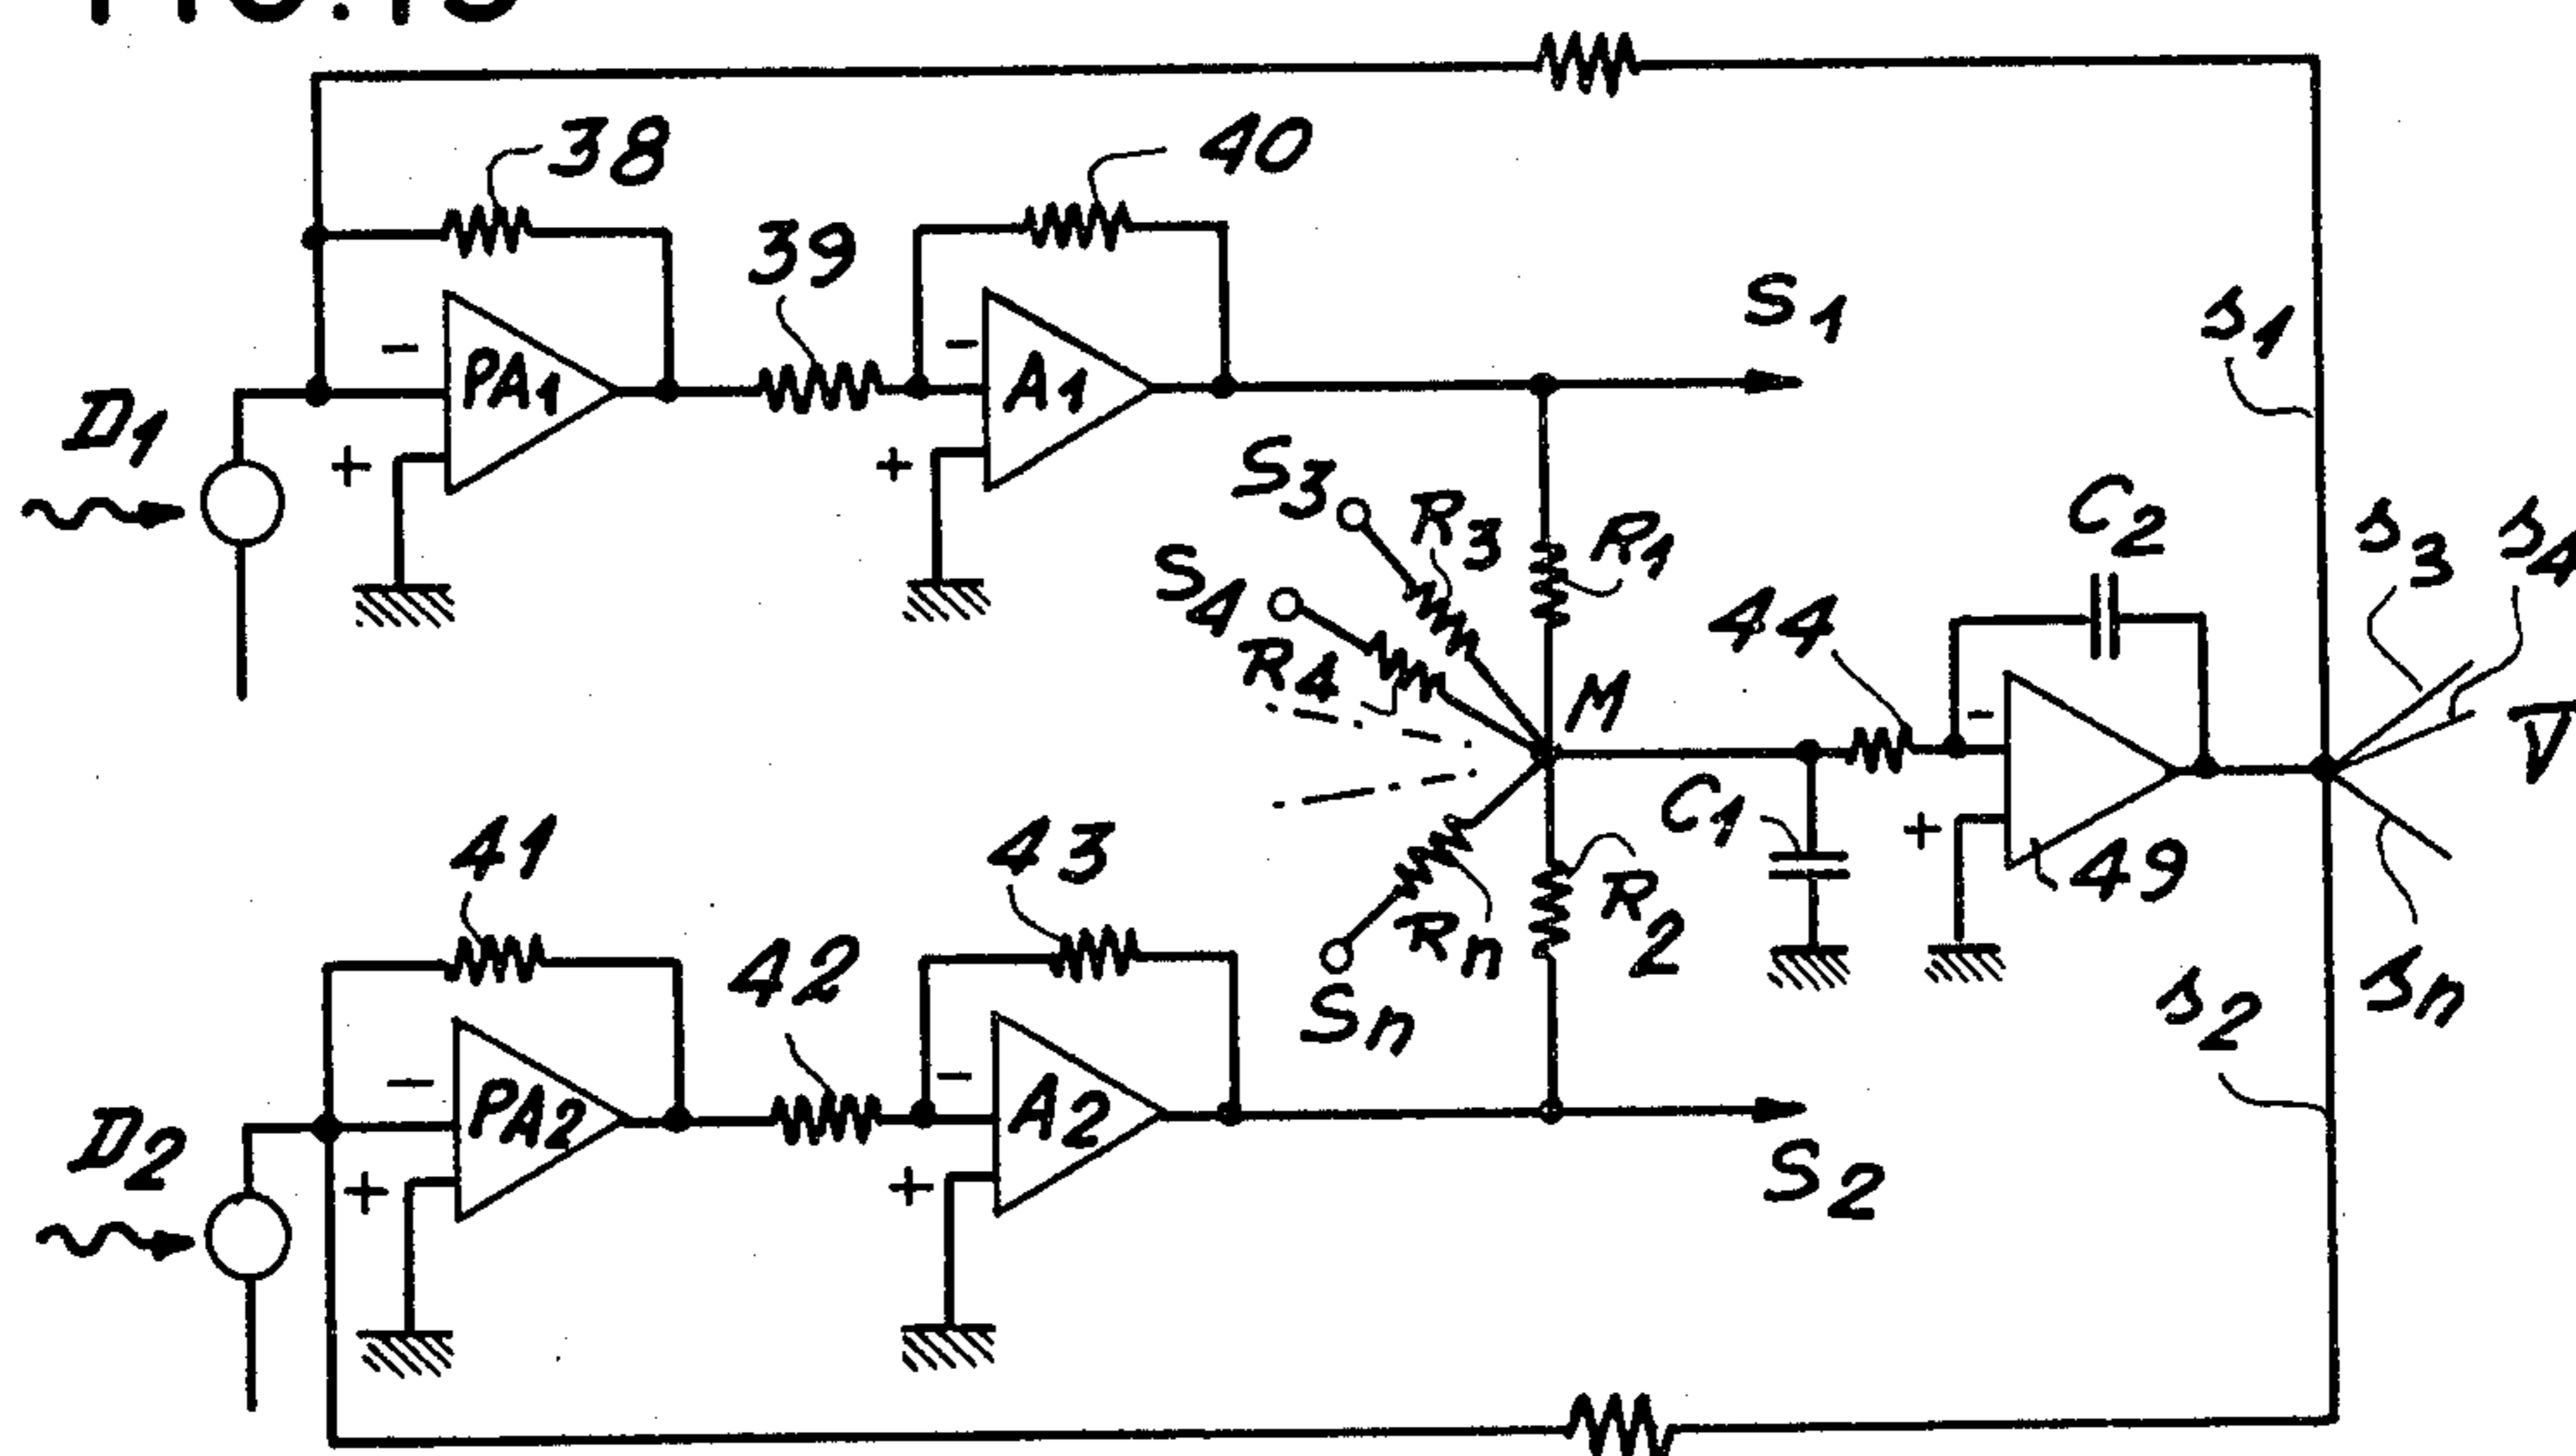 38
40
39
S1
s1
-
-
PA1
A1
D1
+
+
S3
R3
R1
C2
s3
s4
S4
R4
44
M
-
V
C1
+
49
41
43
42
Rn
R2
Sn
s2
sn
-
-
PA2
A2
D2
+
+
S2